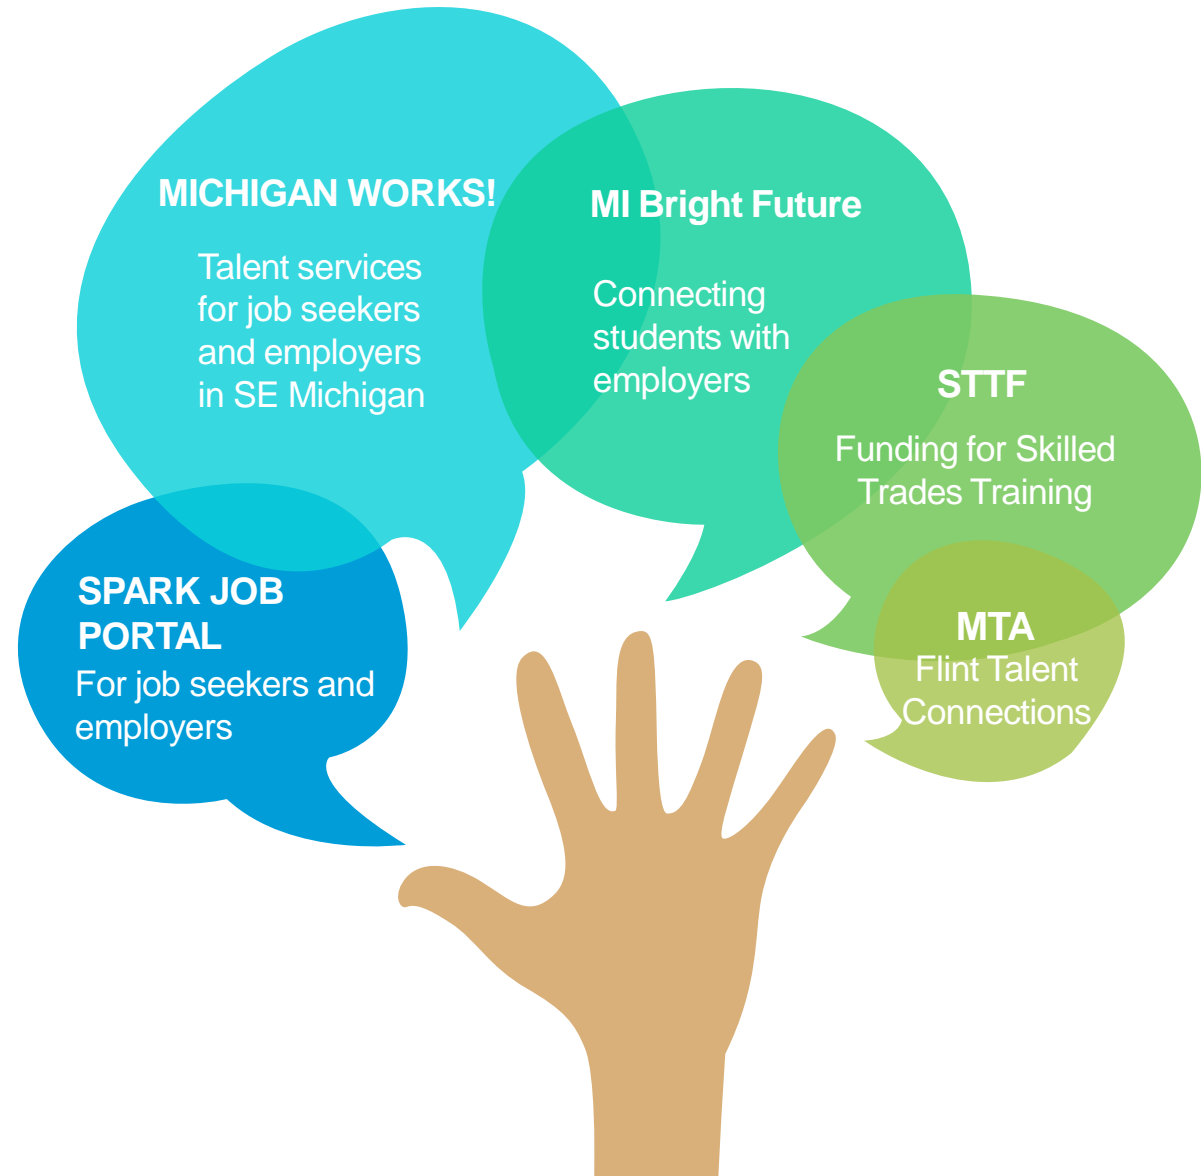 MICHIGAN WORKS!
Talent services
for job seekers
and employers
in SE Michigan
MI Bright Future
Connecting
students with
employers
STTF
Funding for Skilled
Trades Training
SPARK JOB
PORTAL
For job seekers and
employers
MTA
Flint Talent
Connections